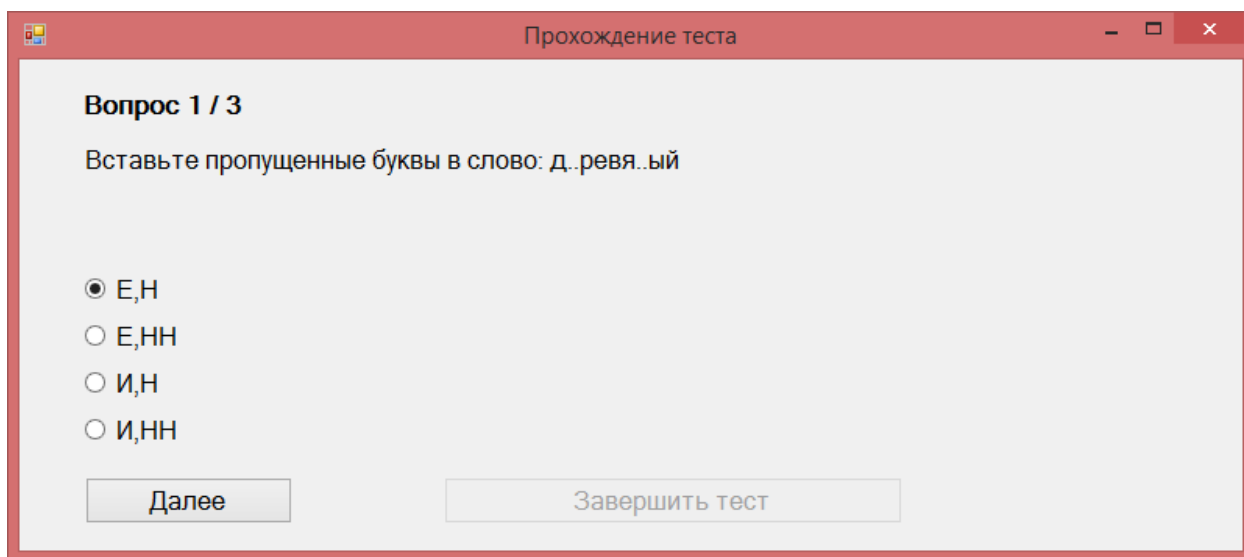 Прохождение теста
Вопрос 1 / 3
Вставьте пропущенные буквы в слово: д..ревя..ый
Е,Н
Е,НН
И,Н
И,НН
Далее
Завершить тест